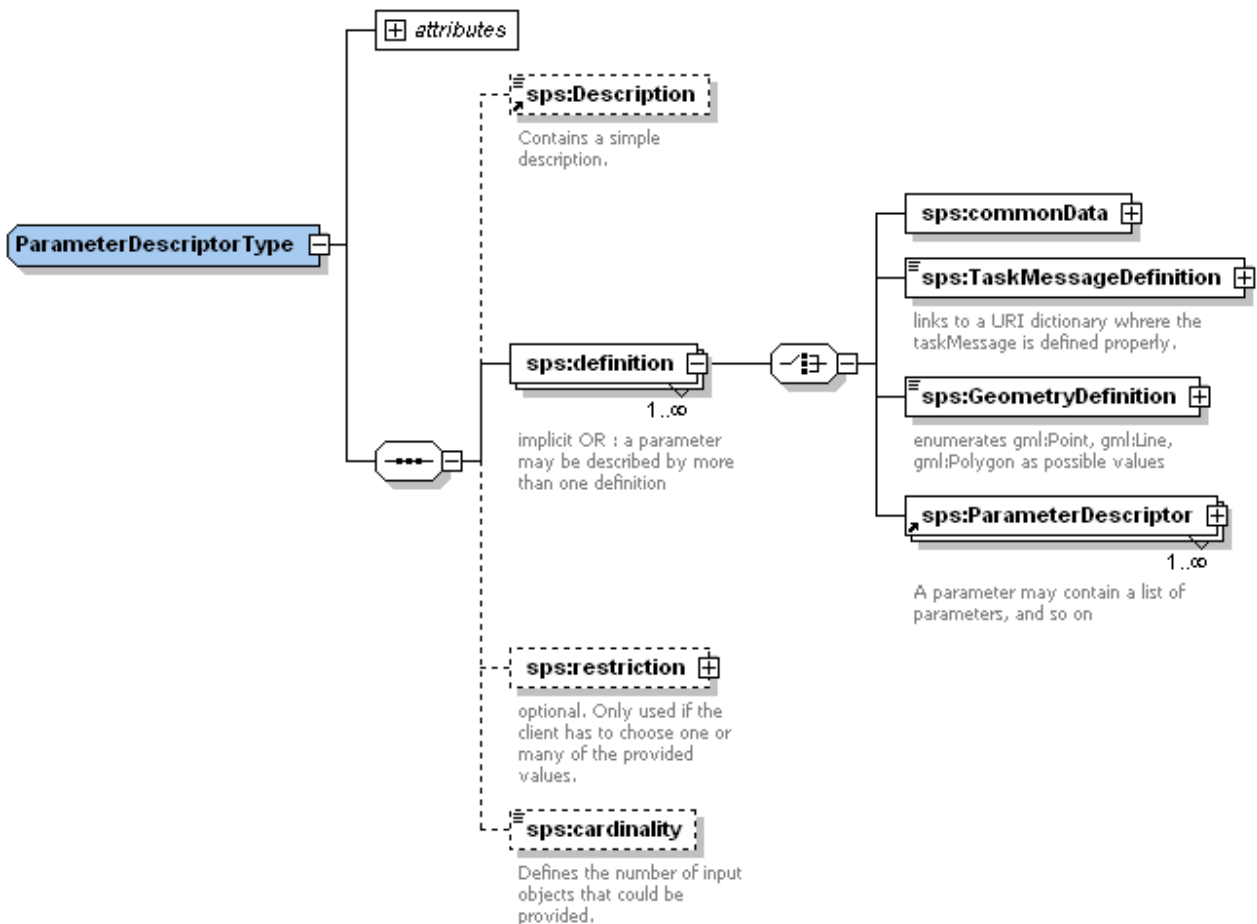 attributes
sps:Description
Contains a simple
description.
ParameterDescriptorType
sps:commonData
sps:TaskMessageDefinition
links to a URI dictionary whrere the
taskMessage is defined properly.
sps:definition
1..∞
implicit OR : a parameter
may be described by more
than one definition
sps:GeometryDefinition
enumerates gml:Point, gml:Line,
gml:Polygon as possible values
sps:ParameterDescriptor
1..∞
A parameter may contain a list of
parameters, and so on
sps:restriction
optional. Only used if the
client has to choose one or
many of the provided
values.
sps:cardinality
Defines the number of input
objects that could be
provided.